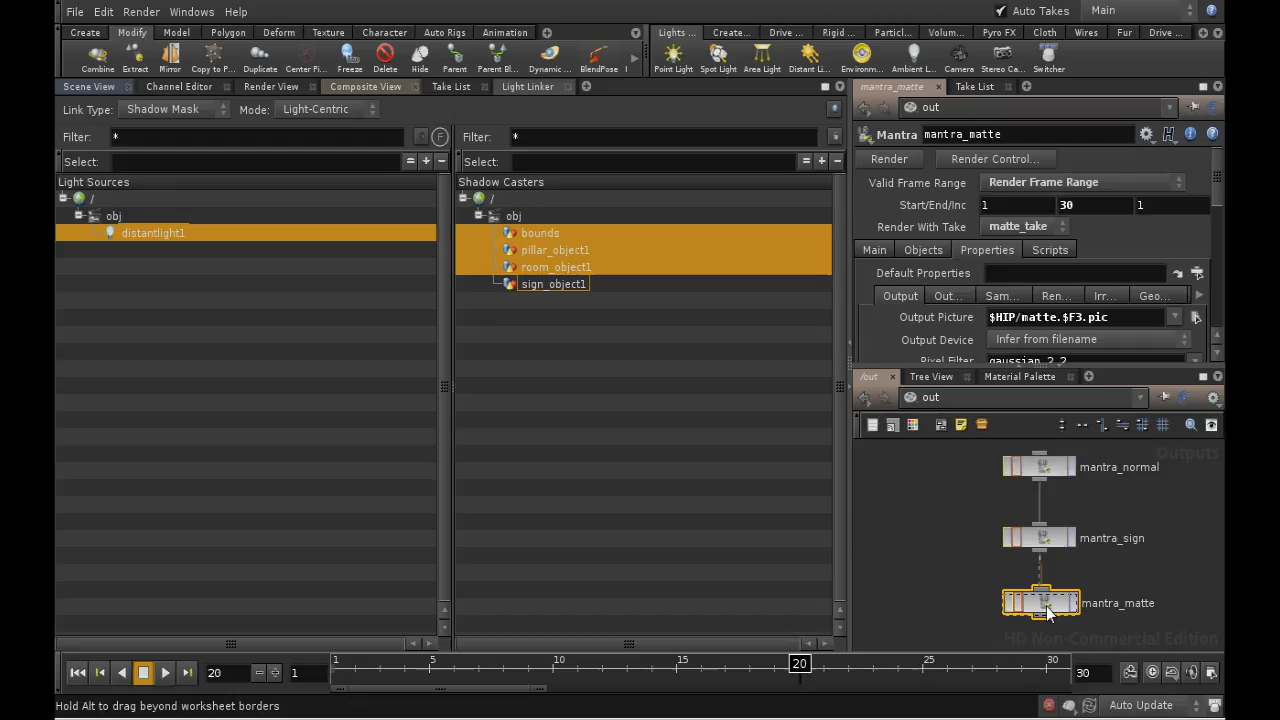 File Edit Render Windows Help Auto Takes Main
Create Modify Model Polygon Deform Texture Character Auto Rigs Animation Lights ... Create... Drive ... Rigid ... Particl... Volum... Pyro FX Cloth Wires Fur Drive ...
Combine Extract Mirror Copy to P... Duplicate Center Pi... Freeze Delete Hide Parent Parent Bl... Dynamic ... BlendPose Point Light Spot Light Area Light Distant Li... Environm... Ambient L... Camera Stereo Ca... Switcher
Scene View Channel Editor Render View Composite View Take List Light Linker
Link Type: Shadow Mask Mode: Light-Centric
Filter: * F Filter: *
Select: = + − Select: = + −
Light Sources
/
obj
distantlight1
Shadow Casters
/
obj
bounds
pillar_object1
room_object1
sign_object1
mantra_matte Take List
out
Mantra mantra_matte
Render Render Control...
Valid Frame Range Render Frame Range
Start/End/Inc 1 30 1
Render With Take matte_take
Main Objects Properties Scripts
Default Properties
Output Out... Sam... Ren... Irr... Geo...
Output Picture $HIP/matte.$F3.pic
Output Device Infer from filename
Pixel Filter gaussian 2 2
/out Tree View Material Palette
out
Outputs
mantra_normal
mantra_sign
mantra_matte
HD Non-Commercial Edition
20 1 1 5 10 15 20 25 30 30
Hold Alt to drag beyond worksheet borders Auto Update